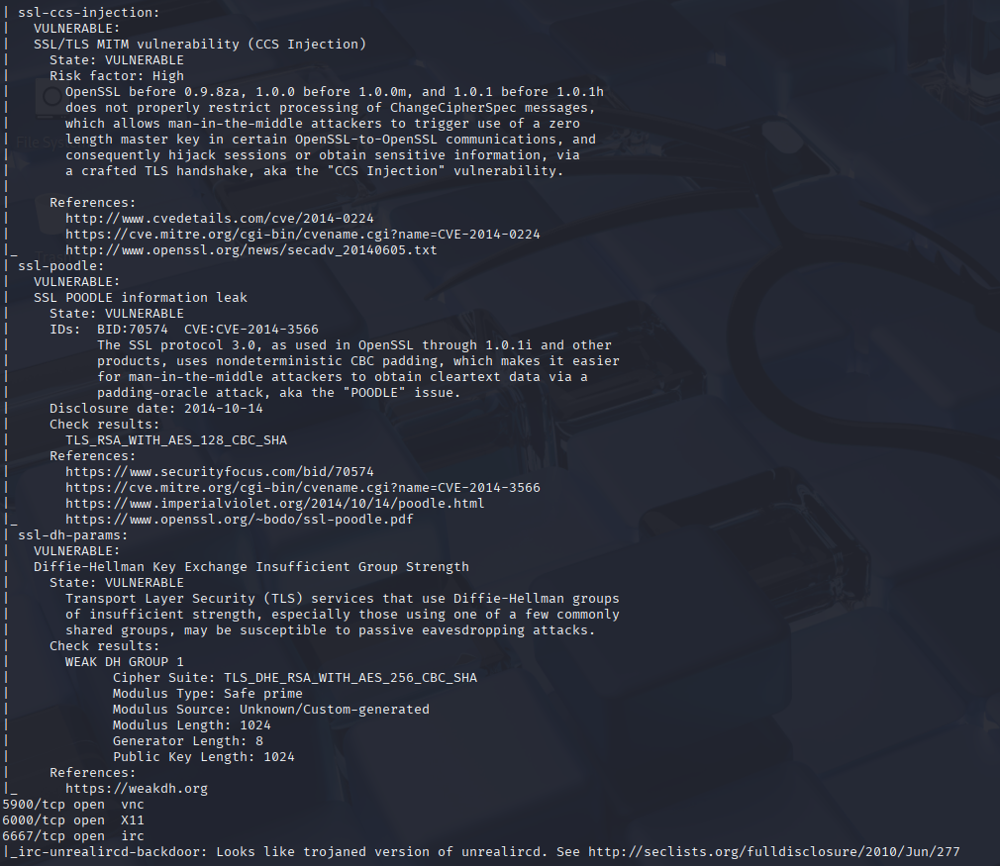 | ssl-ccs-injection:
|   VULNERABLE:
|   SSL/TLS MITM vulnerability (CCS Injection)
|     State: VULNERABLE
|     Risk factor: High
|       OpenSSL before 0.9.8za, 1.0.0 before 1.0.0m, and 1.0.1 before 1.0.1h
|       does not properly restrict processing of ChangeCipherSpec messages,
|       which allows man-in-the-middle attackers to trigger use of a zero
|       length master key in certain OpenSSL-to-OpenSSL communications, and
|       consequently hijack sessions or obtain sensitive information, via
|       a crafted TLS handshake, aka the "CCS Injection" vulnerability.
|
|     References:
|       http://www.cvedetails.com/cve/2014-0224
|       https://cve.mitre.org/cgi-bin/cvename.cgi?name=CVE-2014-0224
|_      http://www.openssl.org/news/secadv_20140605.txt
| ssl-poodle:
|   VULNERABLE:
|   SSL POODLE information leak
|     State: VULNERABLE
|     IDs:  BID:70574  CVE:CVE-2014-3566
|           The SSL protocol 3.0, as used in OpenSSL through 1.0.1i and other
|           products, uses nondeterministic CBC padding, which makes it easier
|           for man-in-the-middle attackers to obtain cleartext data via a
|           padding-oracle attack, aka the "POODLE" issue.
|     Disclosure date: 2014-10-14
|     Check results:
|       TLS_RSA_WITH_AES_128_CBC_SHA
|     References:
|       https://www.securityfocus.com/bid/70574
|       https://cve.mitre.org/cgi-bin/cvename.cgi?name=CVE-2014-3566
|       https://www.imperialviolet.org/2014/10/14/poodle.html
|_      https://www.openssl.org/~bodo/ssl-poodle.pdf
| ssl-dh-params:
|   VULNERABLE:
|   Diffie-Hellman Key Exchange Insufficient Group Strength
|     State: VULNERABLE
|       Transport Layer Security (TLS) services that use Diffie-Hellman groups
|       of insufficient strength, especially those using one of a few commonly
|       shared groups, may be susceptible to passive eavesdropping attacks.
|     Check results:
|       WEAK DH GROUP 1
|             Cipher Suite: TLS_DHE_RSA_WITH_AES_256_CBC_SHA
|             Modulus Type: Safe prime
|             Modulus Source: Unknown/Custom-generated
|             Modulus Length: 1024
|             Generator Length: 8
|             Public Key Length: 1024
|     References:
|_      https://weakdh.org
5900/tcp open  vnc
6000/tcp open  X11
6667/tcp open  irc
|_irc-unrealircd-backdoor: Looks like trojaned version of unrealircd. See http://seclists.org/fulldisclosure/2010/Jun/277